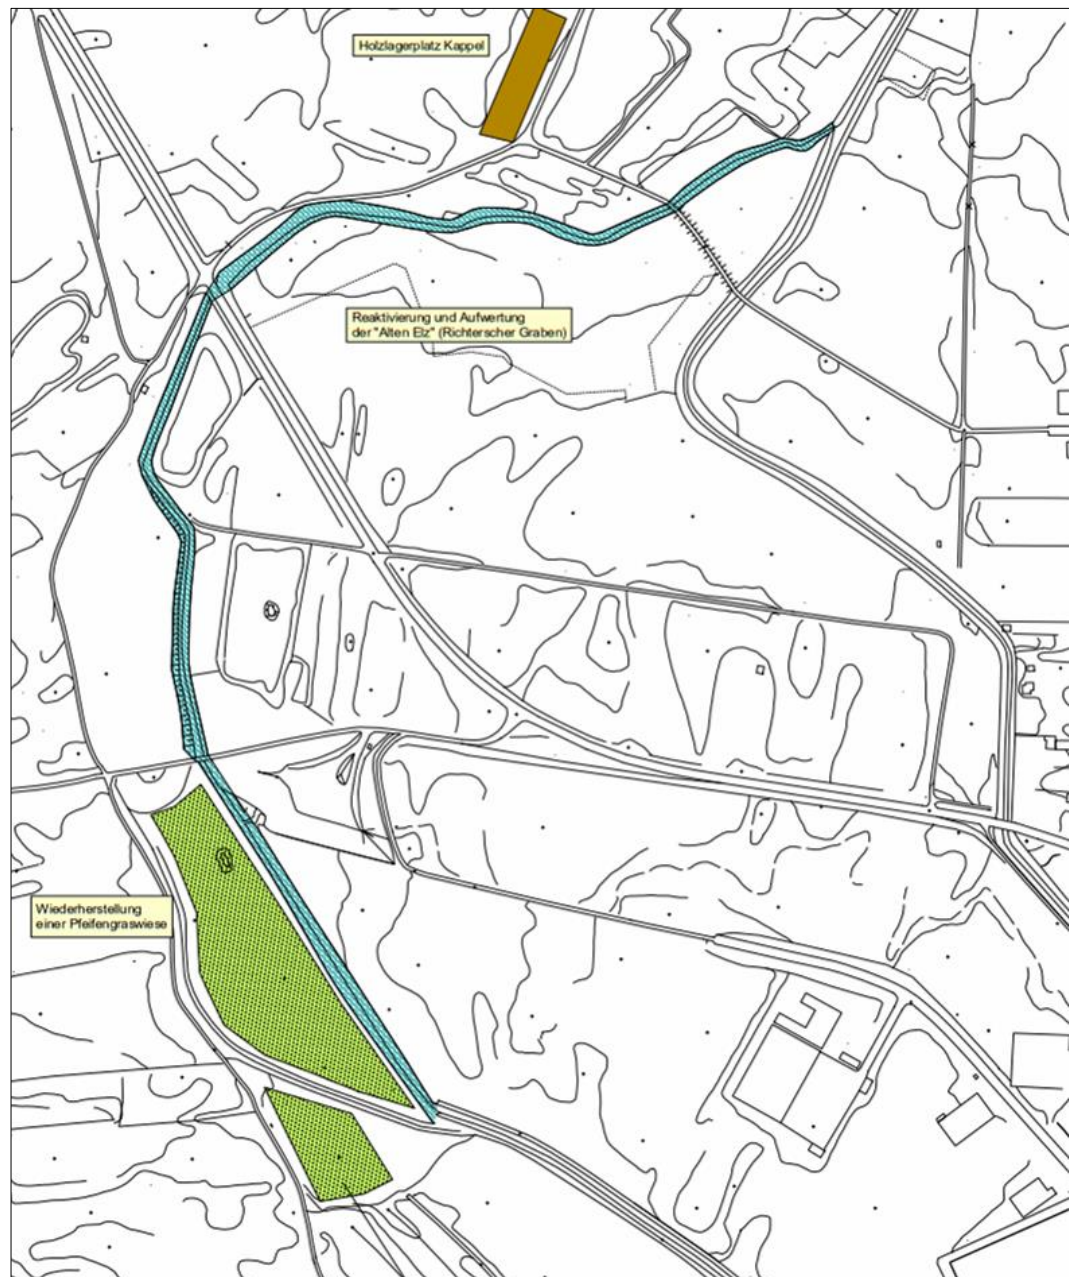 Holzlagerplatz Kappel
Reaktivierung und Aufwertung
der "Alten Elz" (Richterscher Graben)
Wiederherstellung
einer Pfeifengraswiese